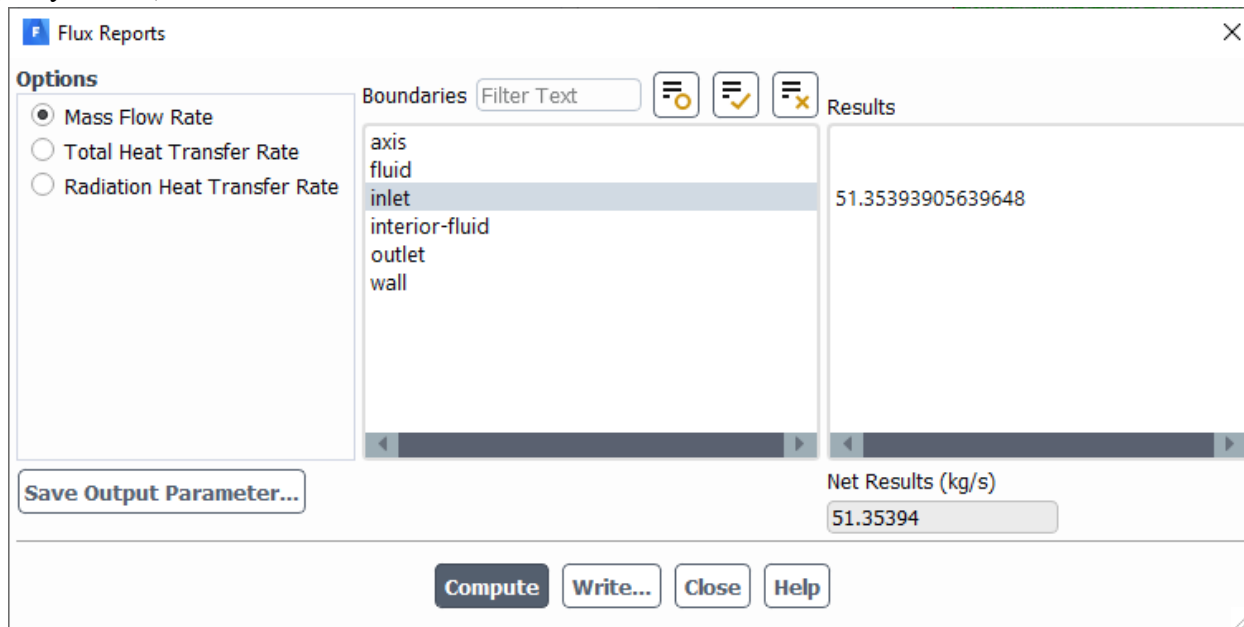 Flux Reports
Options
Mass Flow Rate
Total Heat Transfer Rate
Radiation Heat Transfer Rate
Save Output Parameter...
Boundaries Filter Text
axis
fluid
inlet
interior-fluid
outlet
wall
Results
51.35393905639648
Net Results (kg/s)
51.35394
Compute Write... Close Help